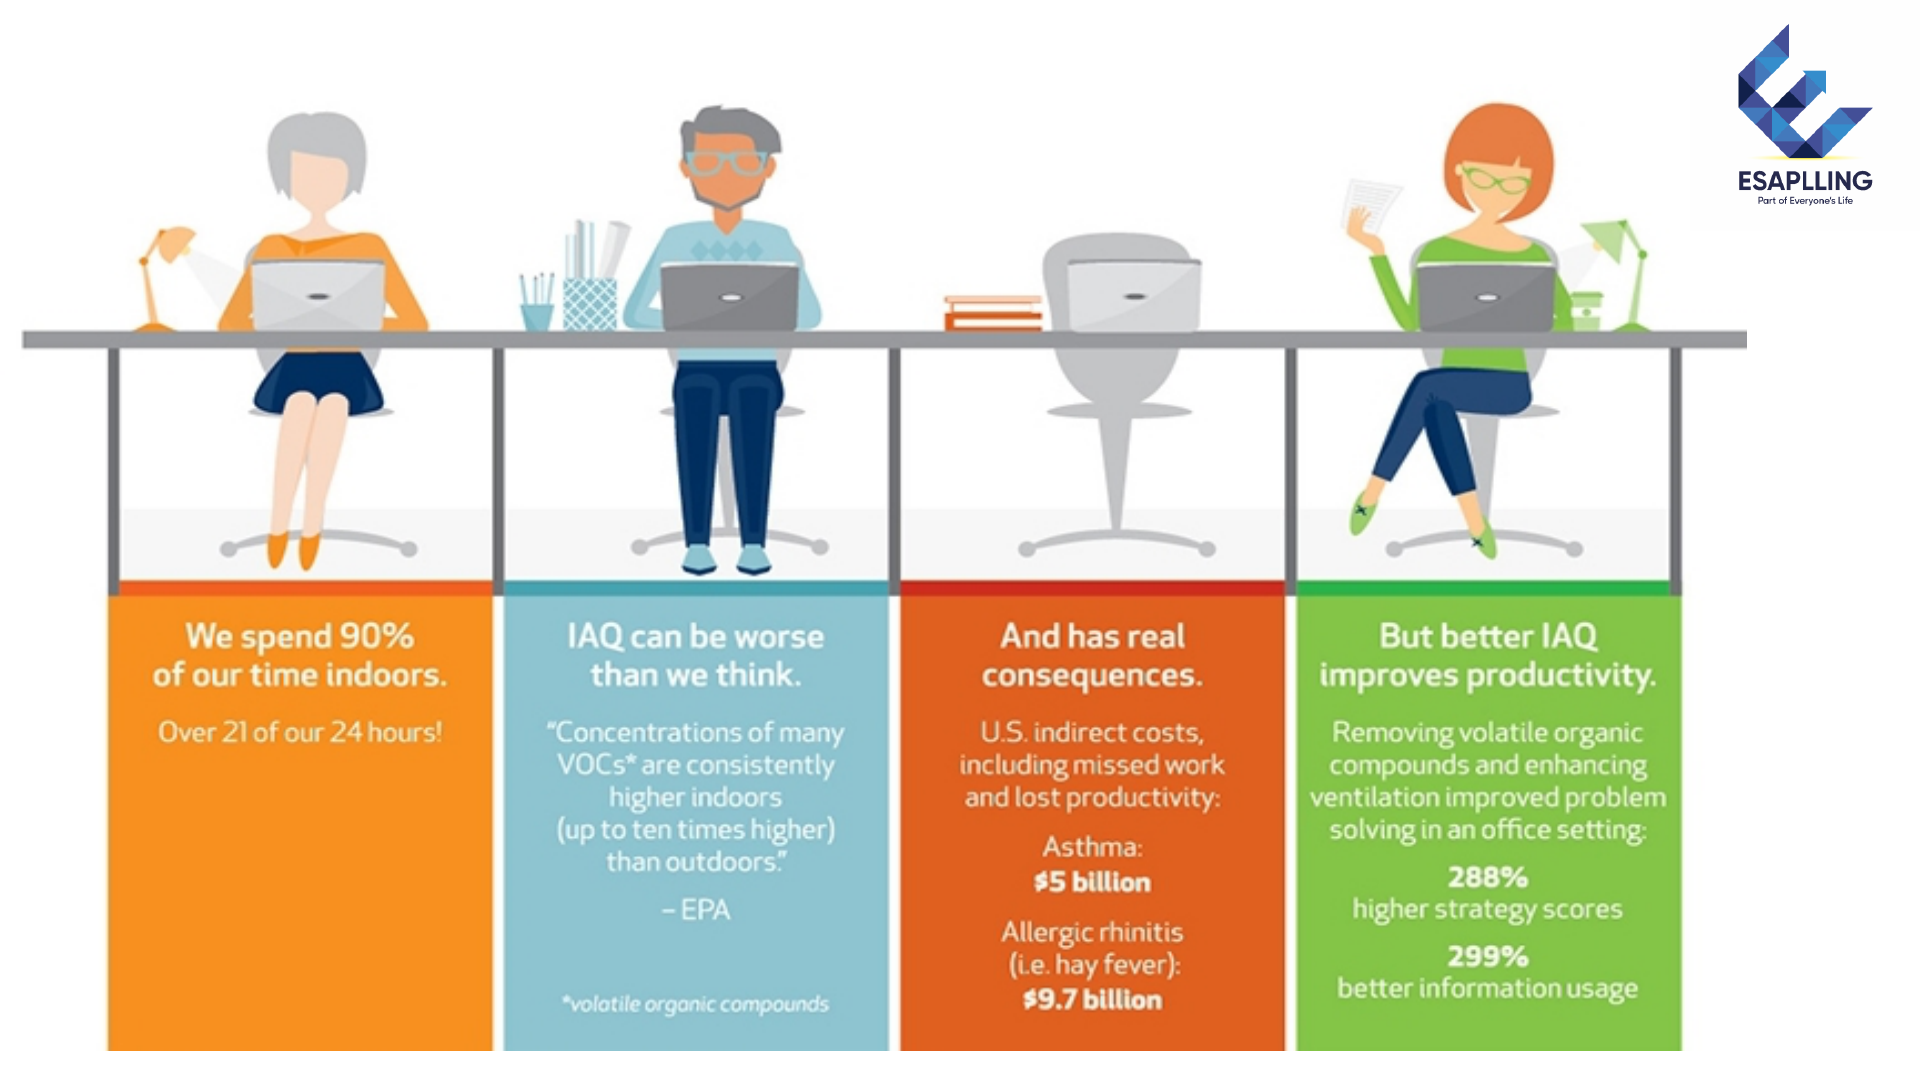 ESAPLLING
Part of Everyone's Life
We spend 90%
of our time indoors.
Over 21 of our 24 hours!
IAQ can be worse
than we think.
"Concentrations of many
VOCs* are consistently
higher indoors
(up to ten times higher)
than outdoors."
– EPA
*volatile organic compounds
And has real
consequences.
U.S. indirect costs,
including missed work
and lost productivity:
Asthma:
$5 billion
Allergic rhinitis
(i.e. hay fever):
$9.7 billion
But better IAQ
improves productivity.
Removing volatile organic
compounds and enhancing
ventilation improved problem
solving in an office setting:
288%
higher strategy scores
299%
better information usage